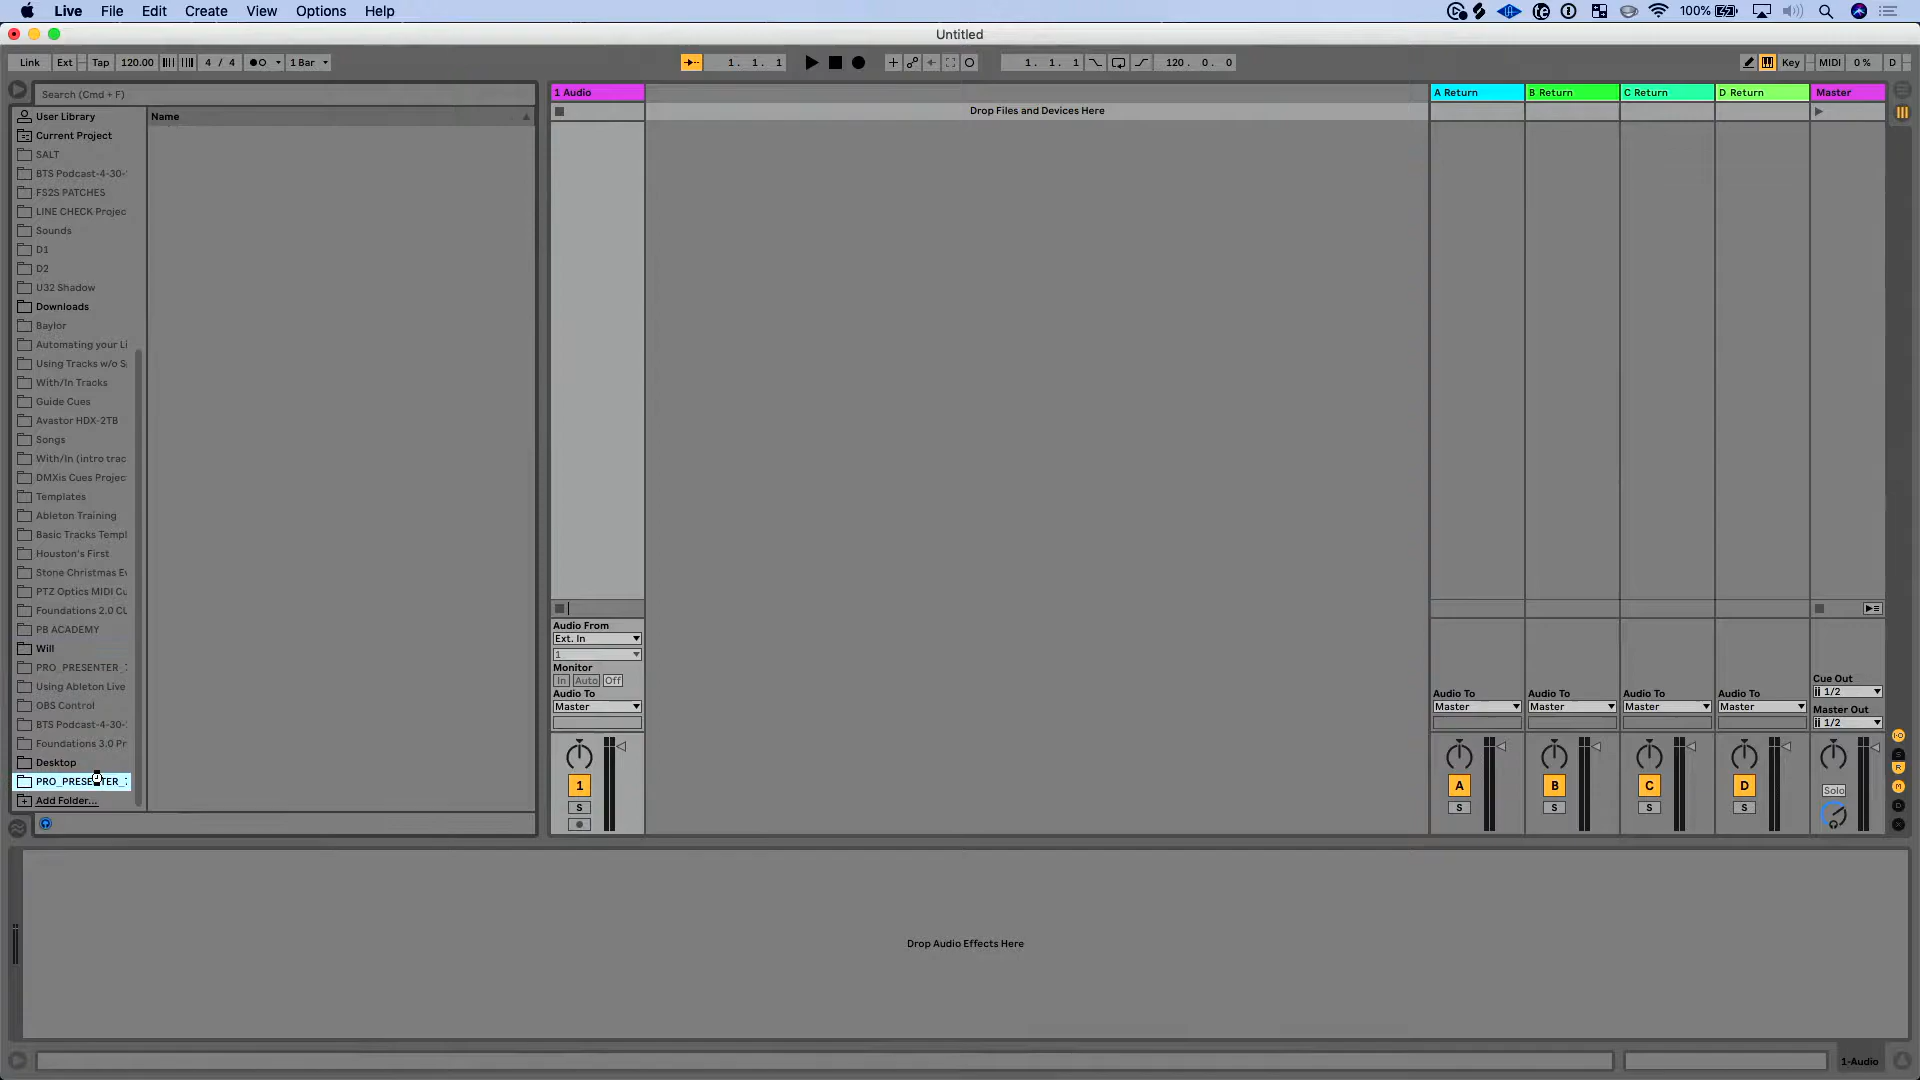 Live File Edit Create View Options Help 100%
Untitled
Link Ext Tap 120.00 4 / 4 1 Bar 1. 1. 1 1. 1. 1 120. 0. 0 Key MIDI 0 % D
Search (Cmd + F)
Name
User Library
Current Project
SALT
BTS Podcast-4-30-
FS2S PATCHES
LINE CHECK Projec
Sounds
D1
D2
U32 Shadow
Downloads
Baylor
Automating your Li
Using Tracks w/o S
With/In Tracks
Guide Cues
Avastor HDX-2TB
Songs
With/In (intro trac
DMXis Cues Projec
Templates
Ableton Training
Basic Tracks Templ
Houston's First
Stone Christmas Ev
PTZ Optics MIDI Cu
Foundations 2.0 CU
PB ACADEMY
Will
PRO_PRESENTER_
Using Ableton Live
OBS Control
BTS Podcast-4-30-
Foundations 3.0 Pr
Desktop
PRO_PRESENTER_
Add Folder...
1 Audio A Return B Return C Return D Return Master
Drop Files and Devices Here
Audio From
Ext. In
1
Monitor
In Auto Off
Audio To Audio To Audio To Audio To Audio To
Master Master Master Master Master
Cue Out
1/2
Master Out
1/2
1 A B C D Solo
S S S S S
Drop Audio Effects Here
1-Audio